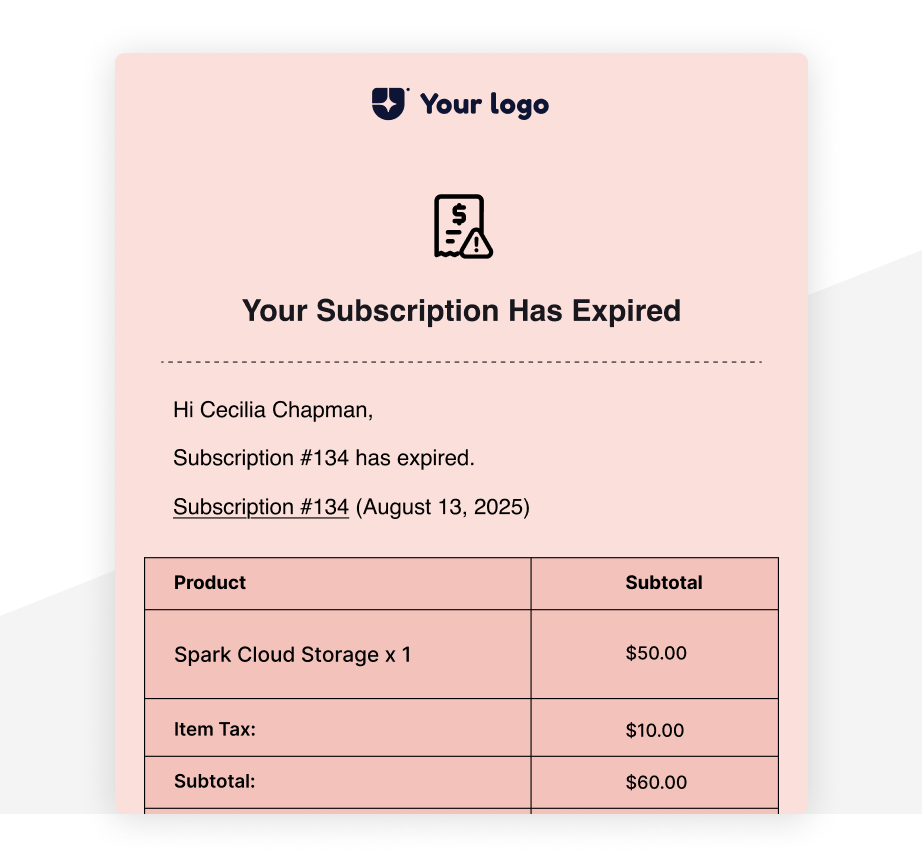 Your logo
$
!
Your Subscription Has Expired
Hi Cecilia Chapman,
Subscription #134 has expired.
Subscription #134 (August 13, 2025)
Product Subtotal
Spark Cloud Storage x 1 $50.00
Item Tax: $10.00
Subtotal: $60.00